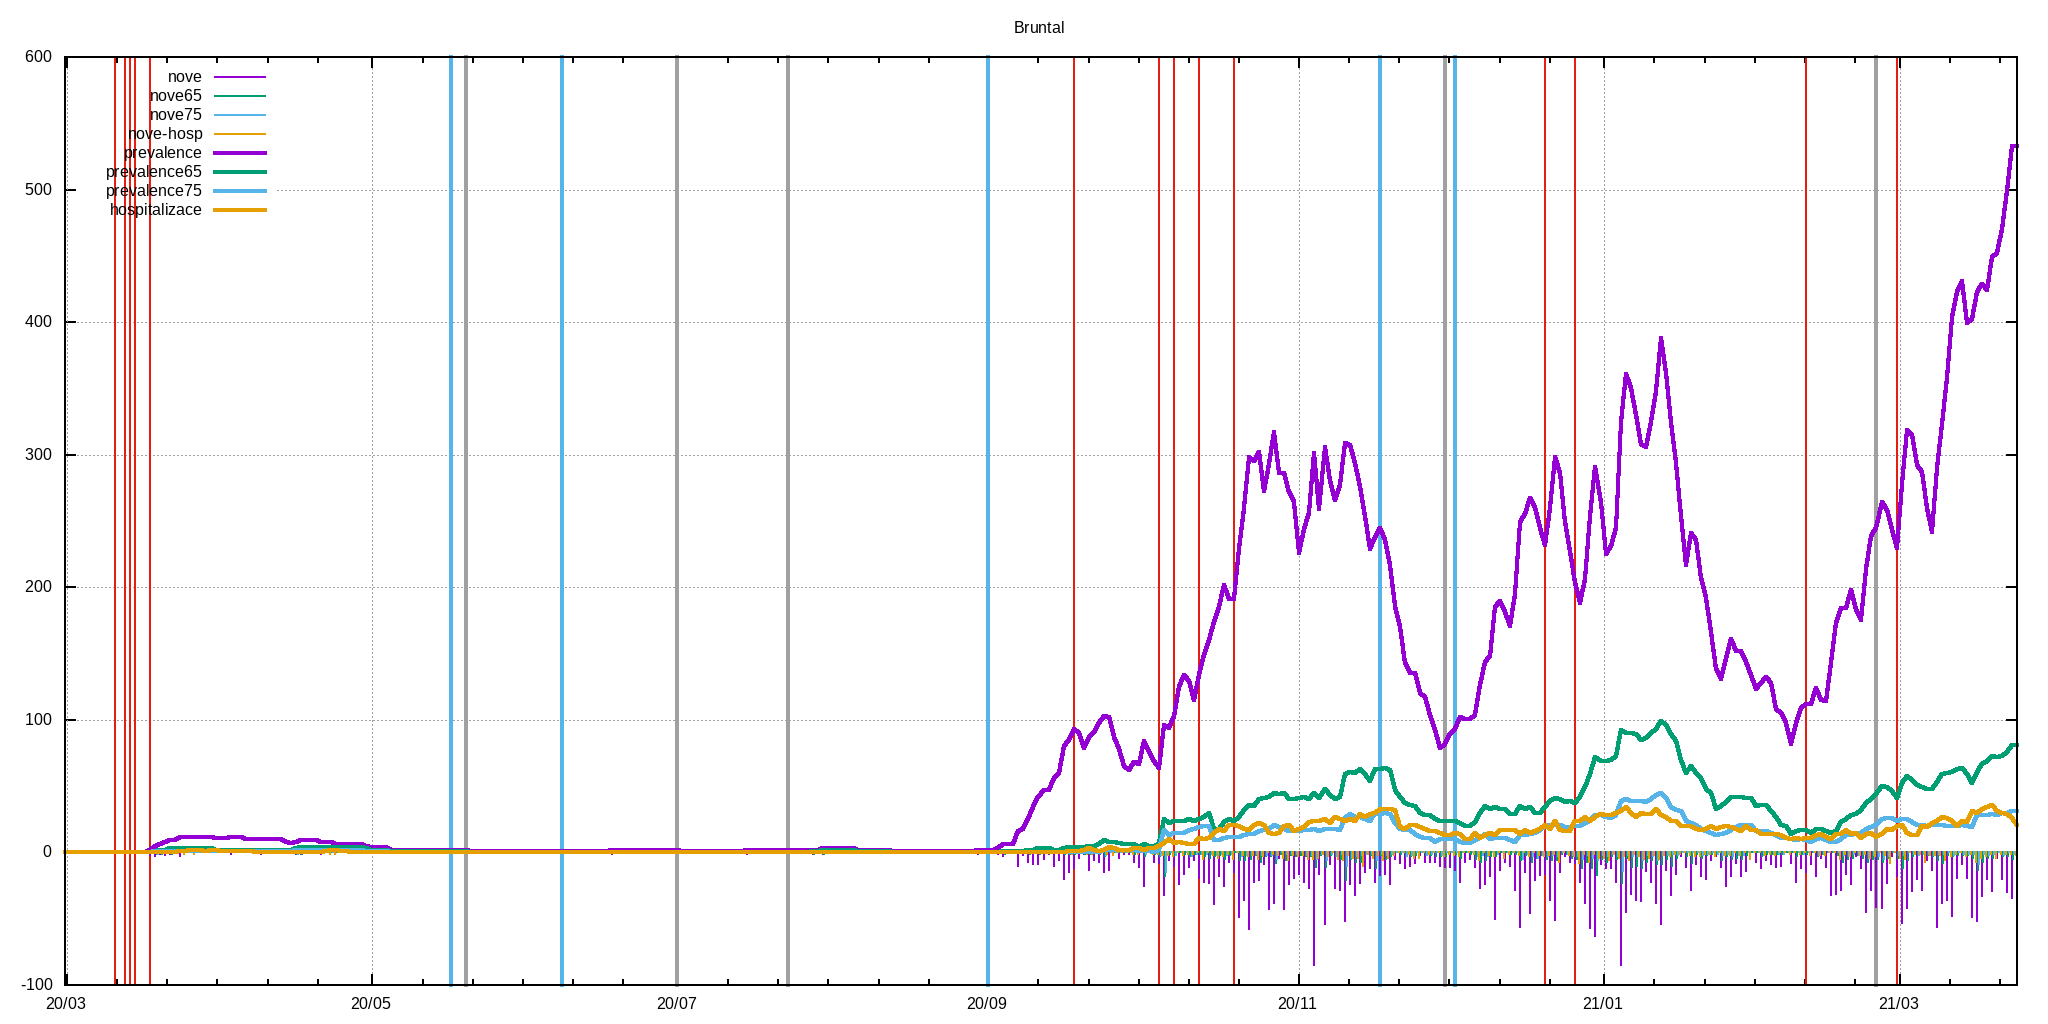 Bruntal
600
500
400
300
200
100
0
-100
nove
nove65
nove75
nove-hosp
prevalence
prevalence65
prevalence75
hospitalizace
20/03 20/05 20/07 20/09 20/11 21/01 21/03